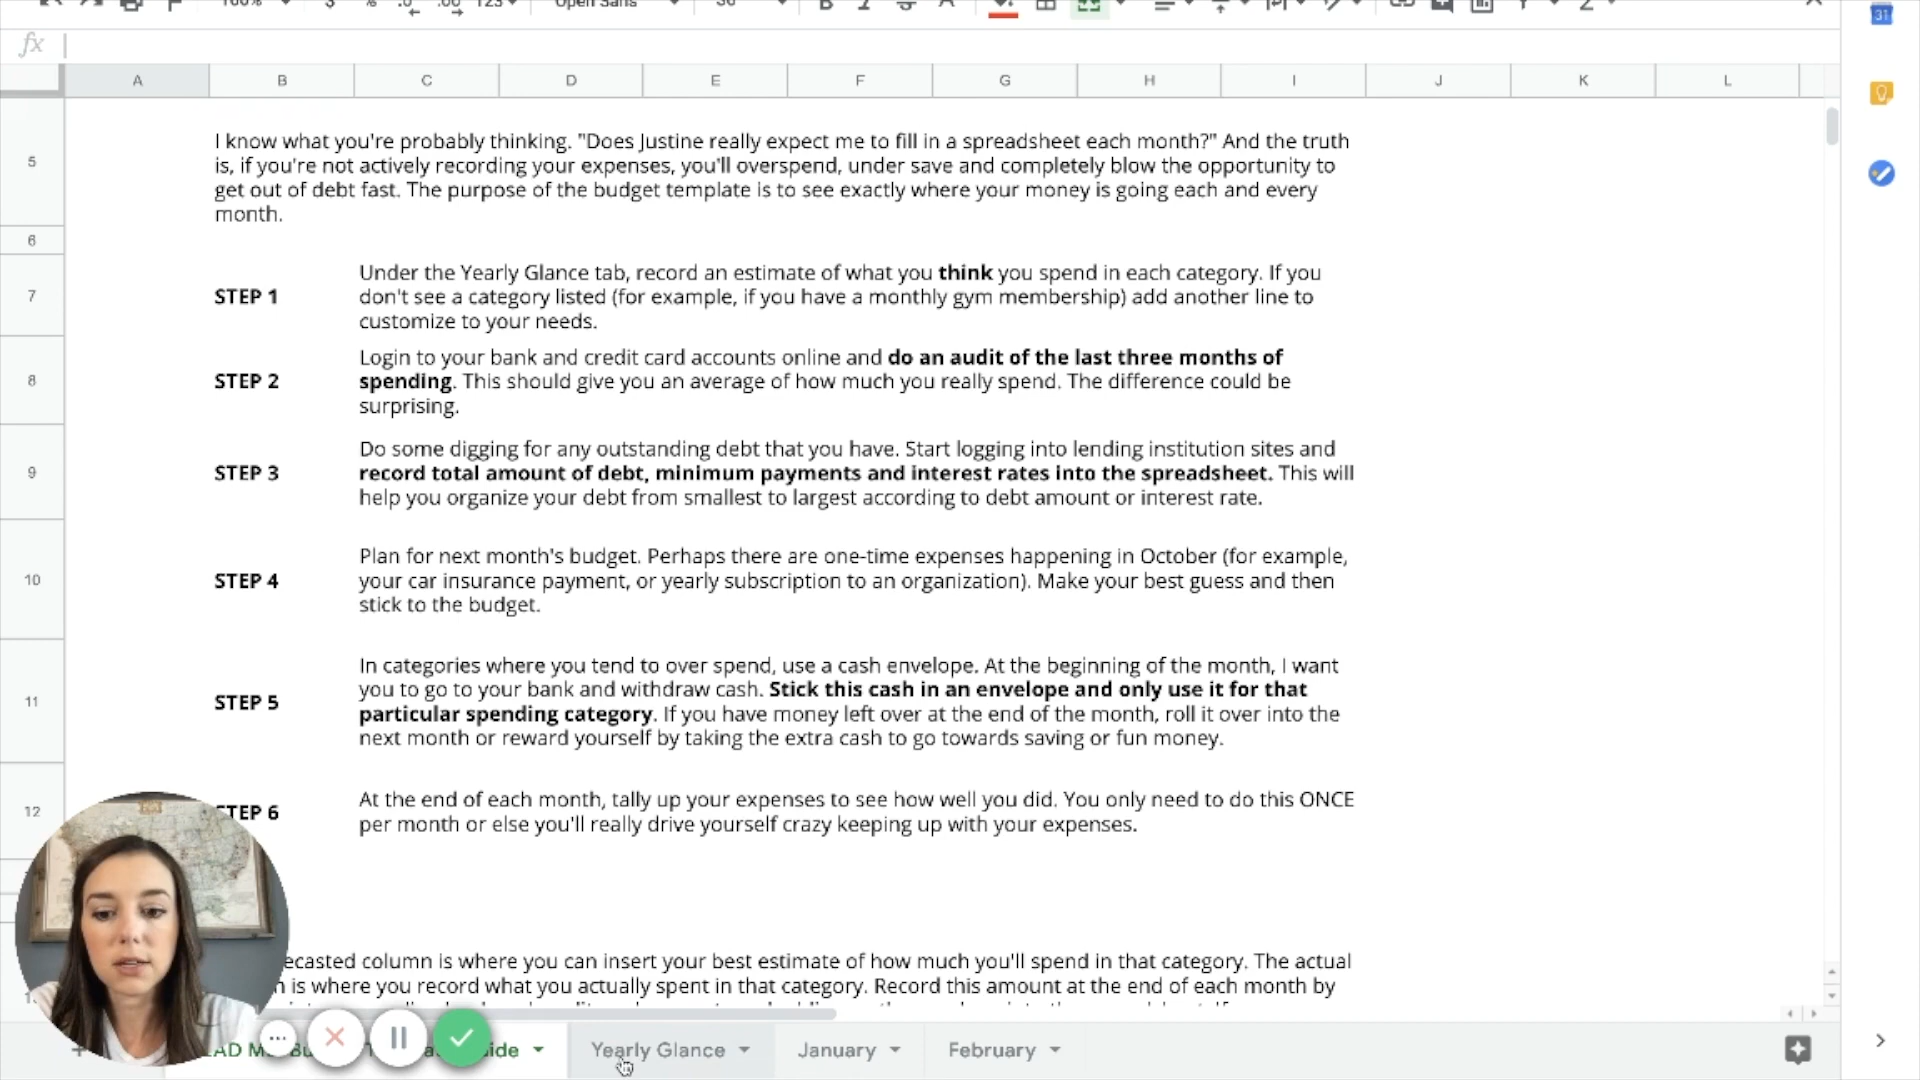 31
fx
A B C D E F G H I J K L
5
I know what you're probably thinking. "Does Justine really expect me to fill in a spreadsheet each month?" And the truth
is, if you're not actively recording your expenses, you'll overspend, under save and completely blow the opportunity to
get out of debt fast. The purpose of the budget template is to see exactly where your money is going each and every
month.
6
7
STEP 1
Under the Yearly Glance tab, record an estimate of what you think you spend in each category. If you
don't see a category listed (for example, if you have a monthly gym membership) add another line to
customize to your needs.
8
STEP 2
Login to your bank and credit card accounts online and do an audit of the last three months of
spending. This should give you an average of how much you really spend. The difference could be
surprising.
9
STEP 3
Do some digging for any outstanding debt that you have. Start logging into lending institution sites and
record total amount of debt, minimum payments and interest rates into the spreadsheet. This will
help you organize your debt from smallest to largest according to debt amount or interest rate.
10
STEP 4
Plan for next month's budget. Perhaps there are one-time expenses happening in October (for example,
your car insurance payment, or yearly subscription to an organization). Make your best guess and then
stick to the budget.
11
STEP 5
In categories where you tend to over spend, use a cash envelope. At the beginning of the month, I want
you to go to your bank and withdraw cash. Stick this cash in an envelope and only use it for that
particular spending category. If you have money left over at the end of the month, roll it over into the
next month or reward yourself by taking the extra cash to go towards saving or fun money.
12
TEP 6
At the end of each month, tally up your expenses to see how well you did. You only need to do this ONCE
per month or else you'll really drive yourself crazy keeping up with your expenses.
ecasted column is where you can insert your best estimate of how much you'll spend in that category. The actual
is where you record what you actually spent in that category. Record this amount at the end of each month by
Yearly Glance January February